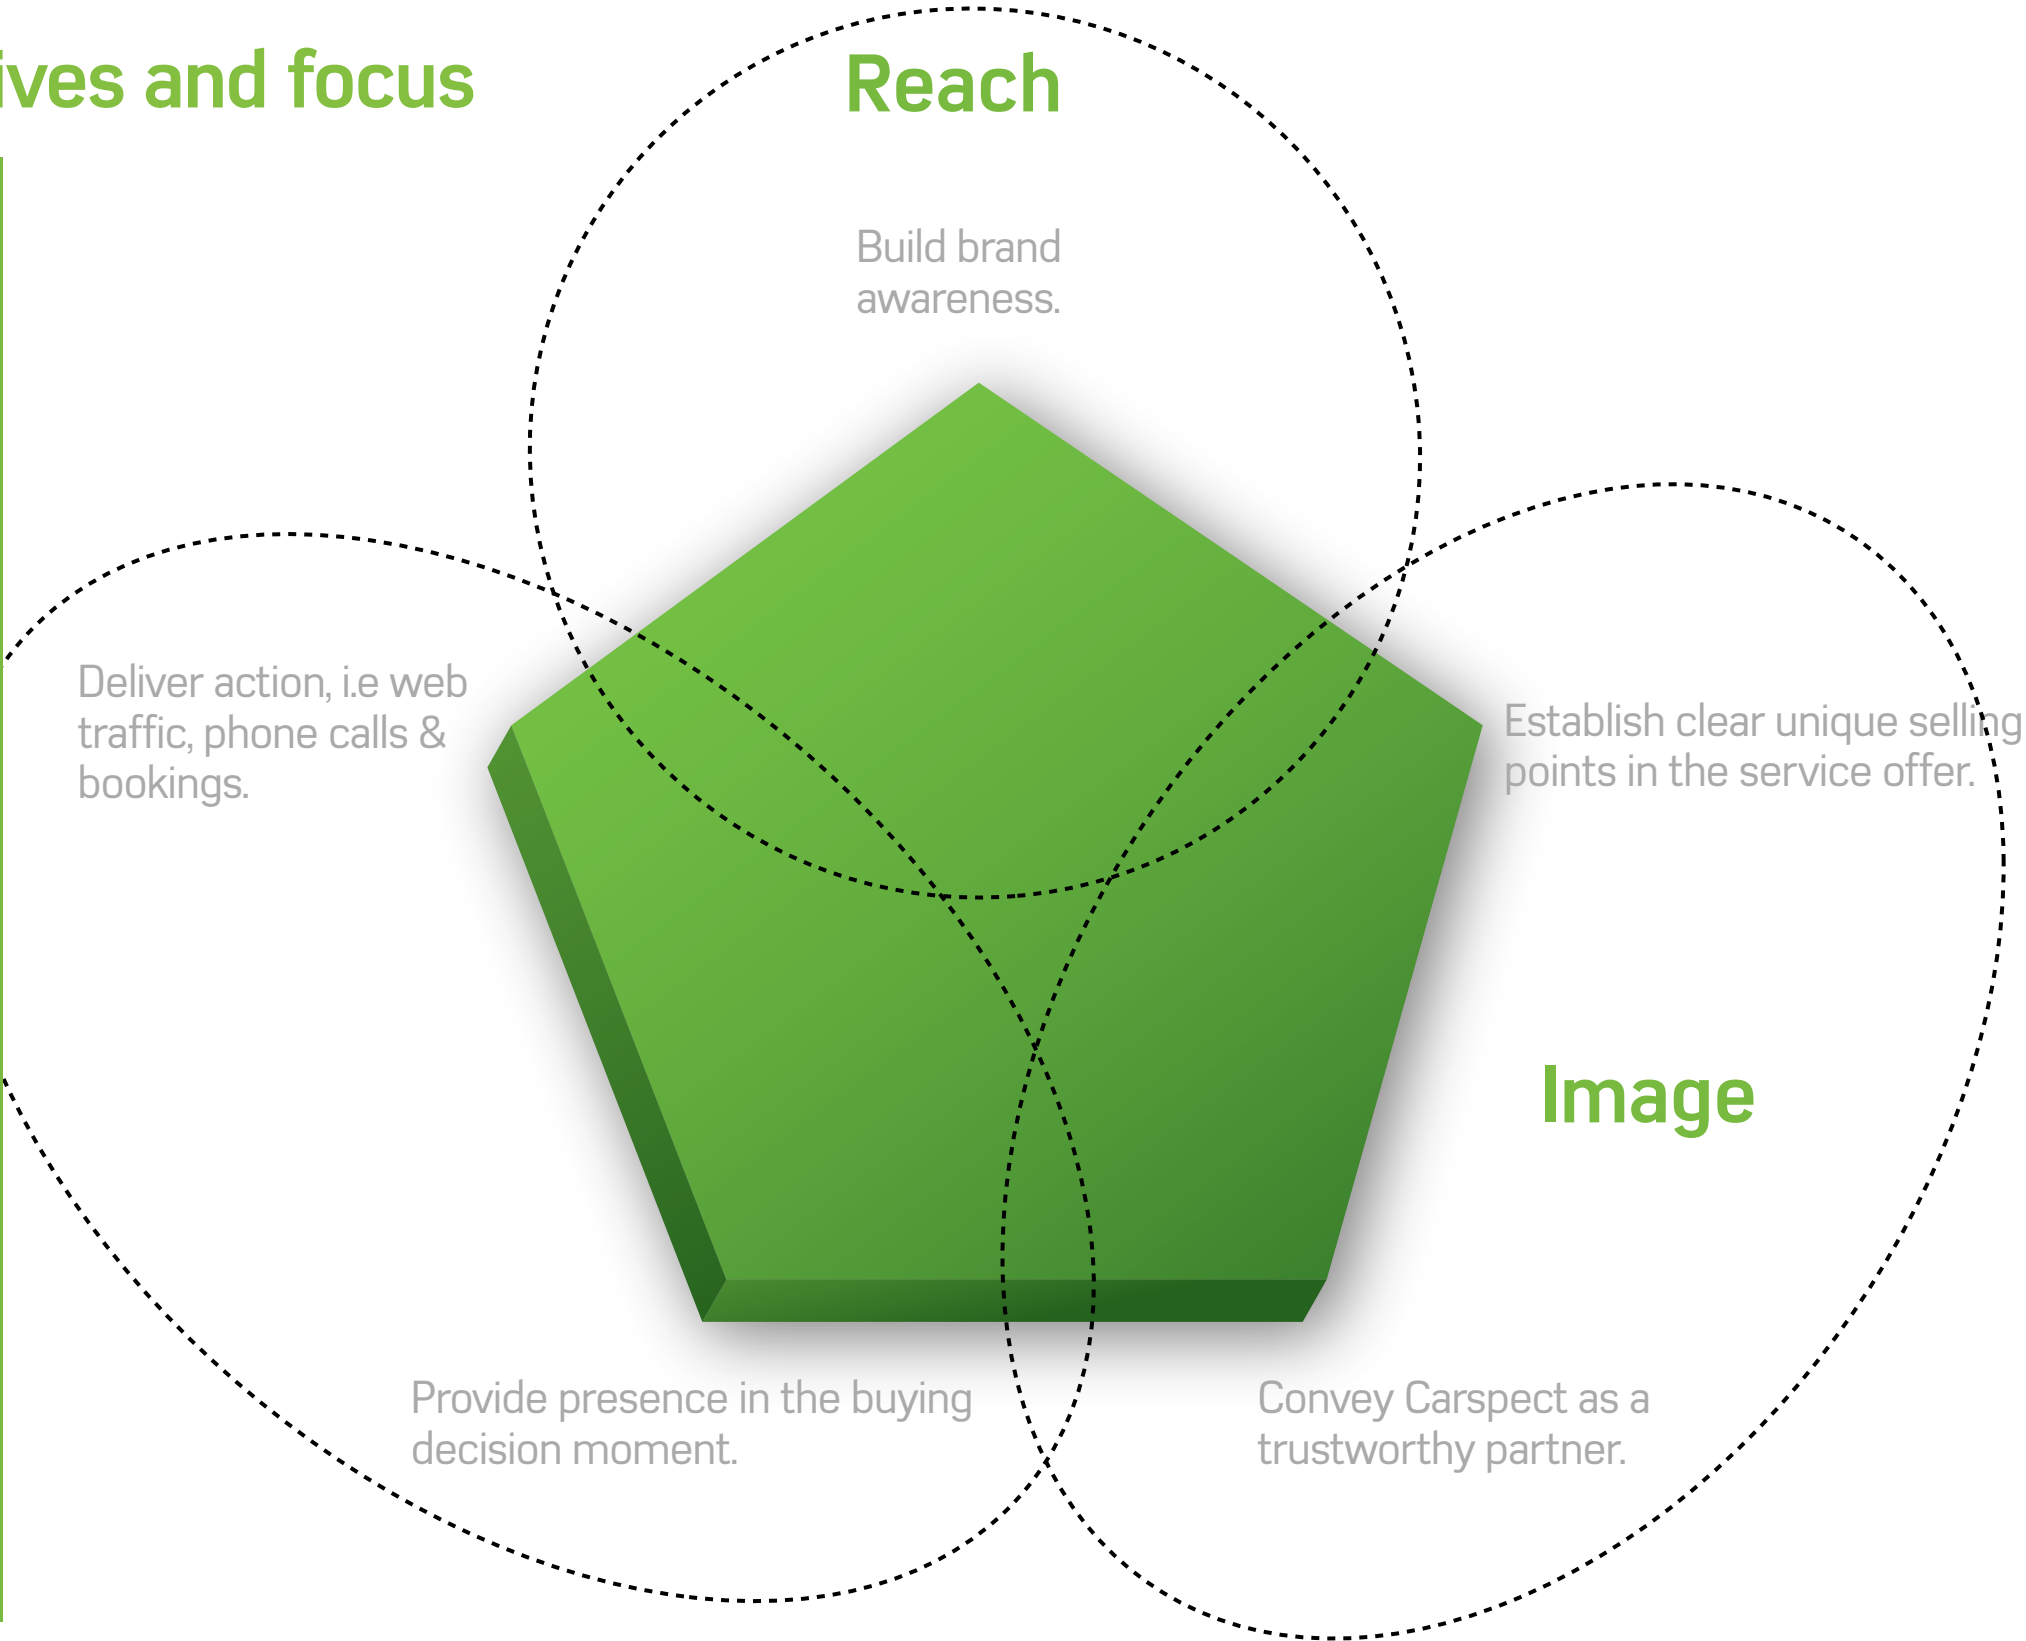 ives and focus
Reach
Build brand
awareness.
Deliver action, i.e web
traffic, phone calls &
bookings.
Establish clear unique selling
points in the service offer.
Image
Provide presence in the buying
decision moment.
Convey Carspect as a
trustworthy partner.